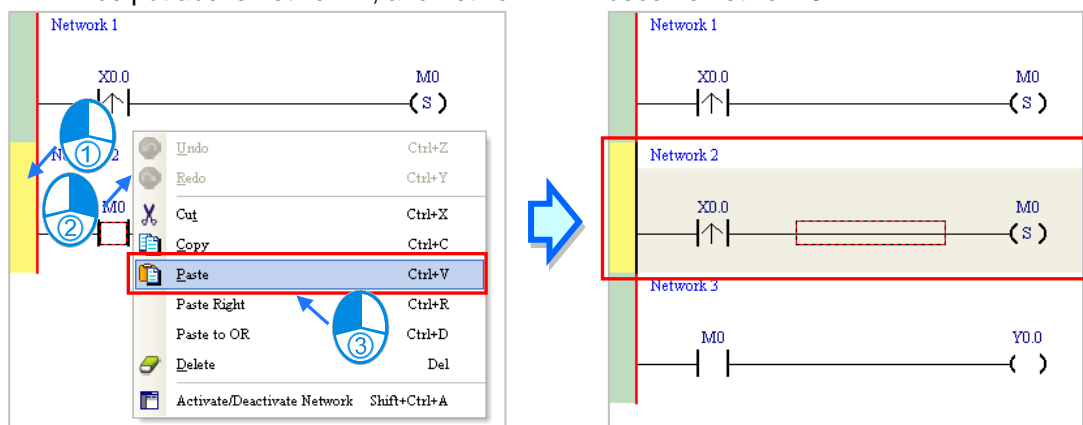 Network 1
X0.0 M0
( S )
1
2
M0
2
Undo Ctrl+Z
Redo Ctrl+Y
Cut Ctrl+X
Copy Ctrl+C
Paste Ctrl+V
Paste Right Ctrl+R
Paste to OR Ctrl+D
3
Delete Del
Activate/Deactivate Network Shift+Ctrl+A
Network 1
X0.0 M0
( S )
Network 2
X0.0 M0
( S )
Network 3
M0 Y0.0
( )